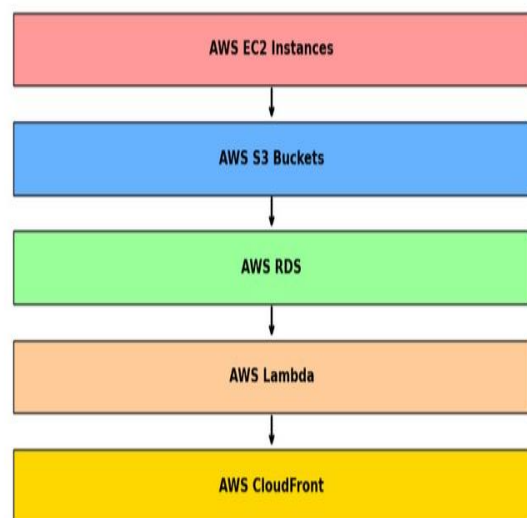 AWS EC2 Instances
AWS S3 Buckets
AWS RDS
AWS Lambda
AWS CloudFront